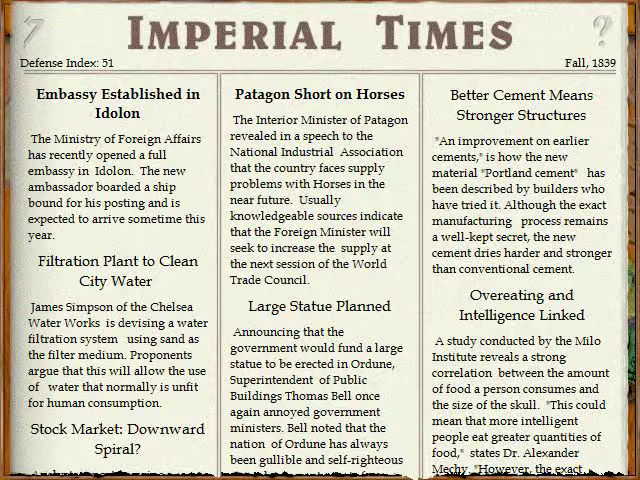 Imperial Times
Defense Index: 51
Fall, 1839
Embassy Established in
Idolon
The Ministry of Foreign Affairs
has recently opened a full
embassy in Idolon. The new
ambassador boarded a ship
bound for his posting and is
expected to arrive sometime this
year.
Filtration Plant to Clean
City Water
James Simpson of the Chelsea
Water Works is devising a water
filtration system using sand as
the filter medium. Proponents
argue that this will allow the use
of water that normally is unfit
for human consumption.
Stock Market: Downward
Spiral?
Patagon Short on Horses
The Interior Minister of Patagon
revealed in a speech to the
National Industrial Association
that the country faces supply
problems with Horses in the
near future. Usually
knowledgeable sources indicate
that the Foreign Minister will
seek to increase the supply at
the next session of the World
Trade Council.
Large Statue Planned
Announcing that the
government would fund a large
statue to be erected in Ordune,
Superintendent of Public
Buildings Thomas Bell once
again annoyed government
ministers. Bell noted that the
nation of Ordune has always
been gullible and self-righteous
Better Cement Means
Stronger Structures
"An improvement on earlier
cements," is how the new
material "Portland cement" has
been described by builders who
have tried it. Although the exact
manufacturing process remains
a well-kept secret, the new
cement dries harder and stronger
than conventional cement.
Overeating and
Intelligence Linked
A study conducted by the Milo
Institute reveals a strong
correlation between the amount
of food a person consumes and
the size of the skull. "This could
mean that more intelligent
people eat greater quantities of
food," states Dr. Alexander
Mechy. "However, the exact